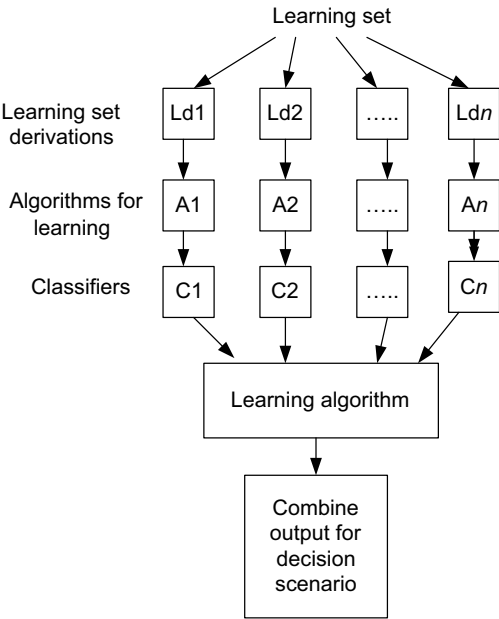 Learning set
Learning set
derivations
Ld1 Ld2 ..... Ldn
Algorithms for
learning
A1 A2 ..... An
Classifiers
C1 C2 ..... Cn
Learning algorithm
Combine
output for
decision
scenario